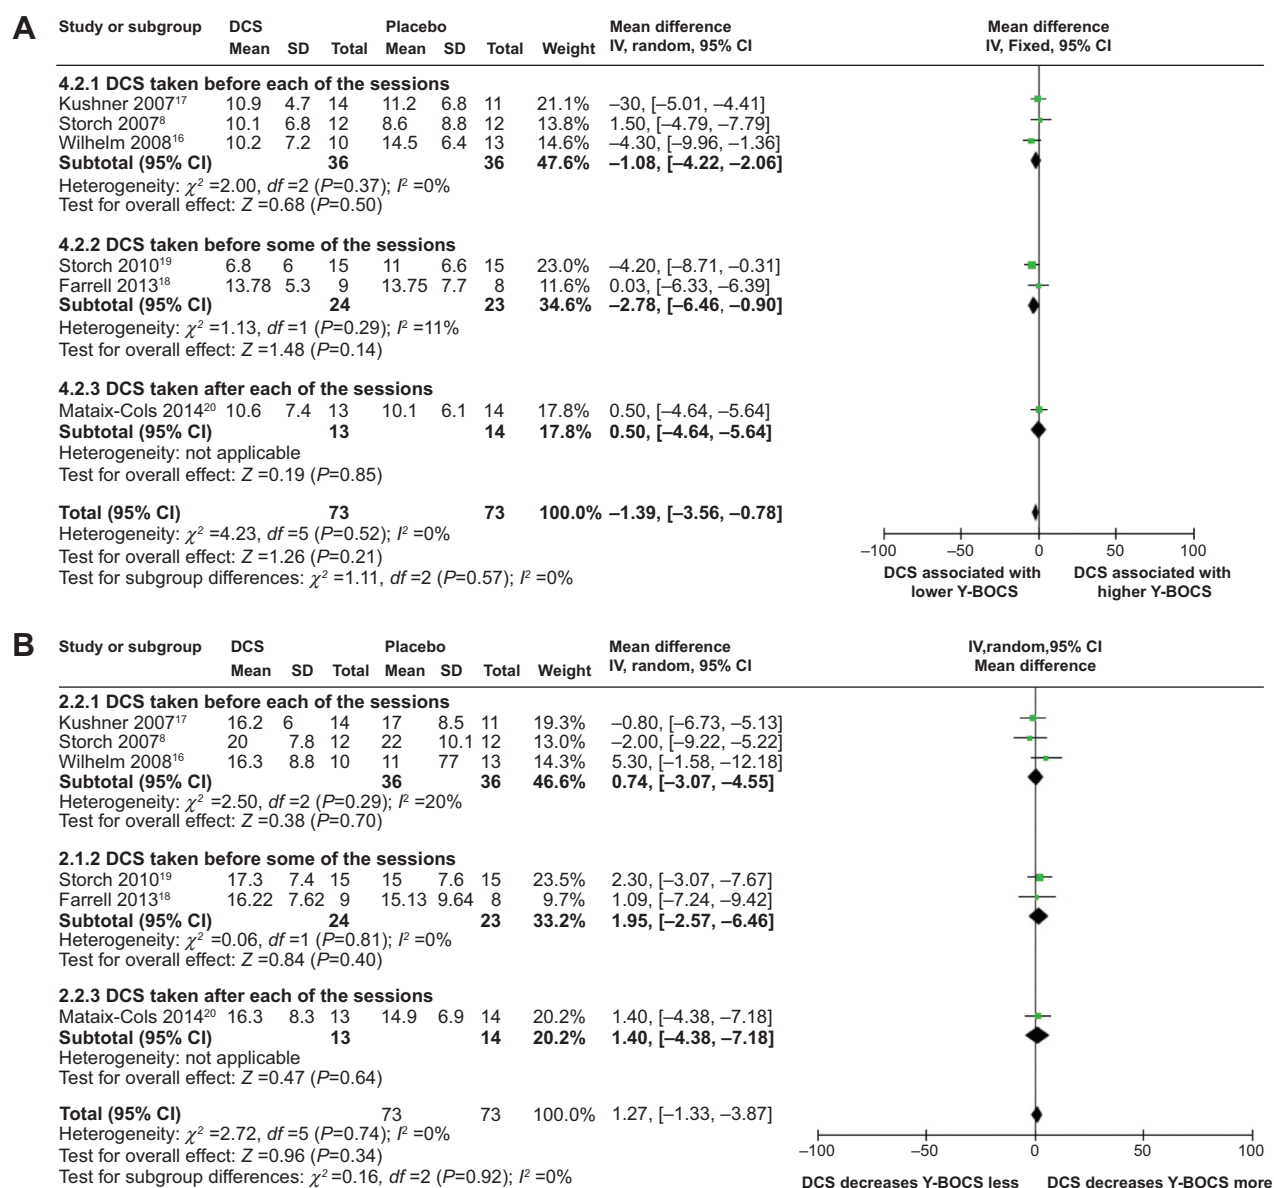 A
Study or subgroup DCS Placebo Mean difference Mean difference
Mean SD Total Mean SD Total Weight IV, random, 95% CI IV, Fixed, 95% CI
4.2.1 DCS taken before each of the sessions
Kushner 2007¹⁷ 10.9 4.7 14 11.2 6.8 11 21.1% –30, [–5.01, –4.41]
Storch 2007⁸ 10.1 6.8 12 8.6 8.8 12 13.8% 1.50, [–4.79, –7.79]
Wilhelm 2008¹⁶ 10.2 7.2 10 14.5 6.4 13 14.6% –4.30, [–9.96, –1.36]
Subtotal (95% CI) 36 36 47.6% –1.08, [–4.22, –2.06]
Heterogeneity: χ² =2.00, df =2 (P=0.37); I² =0%
Test for overall effect: Z =0.68 (P=0.50)
4.2.2 DCS taken before some of the sessions
Storch 2010¹⁹ 6.8 6 15 11 6.6 15 23.0% –4.20, [–8.71, –0.31]
Farrell 2013¹⁸ 13.78 5.3 9 13.75 7.7 8 11.6% 0.03, [–6.33, –6.39]
Subtotal (95% CI) 24 23 34.6% –2.78, [–6.46, –0.90]
Heterogeneity: χ² =1.13, df =1 (P=0.29); I² =11%
Test for overall effect: Z =1.48 (P=0.14)
4.2.3 DCS taken after each of the sessions
Mataix-Cols 2014²⁰ 10.6 7.4 13 10.1 6.1 14 17.8% 0.50, [–4.64, –5.64]
Subtotal (95% CI) 13 14 17.8% 0.50, [–4.64, –5.64]
Heterogeneity: not applicable
Test for overall effect: Z =0.19 (P=0.85)
Total (95% CI) 73 73 100.0% –1.39, [–3.56, –0.78]
Heterogeneity: χ² =4.23, df =5 (P=0.52); I² =0%
Test for overall effect: Z =1.26 (P=0.21)
Test for subgroup differences: χ² =1.11, df =2 (P=0.57); I² =0%
–100 –50 0 50 100
DCS associated with DCS associated with
lower Y-BOCS higher Y-BOCS
B
Study or subgroup DCS Placebo Mean difference IV,random,95% CI
Mean SD Total Mean SD Total Weight IV, random, 95% CI Mean difference
2.2.1 DCS taken before each of the sessions
Kushner 2007¹⁷ 16.2 6 14 17 8.5 11 19.3% –0.80, [–6.73, –5.13]
Storch 2007⁸ 20 7.8 12 22 10.1 12 13.0% –2.00, [–9.22, –5.22]
Wilhelm 2008¹⁶ 16.3 8.8 10 11 77 13 14.3% 5.30, [–1.58, –12.18]
Subtotal (95% CI) 36 36 46.6% 0.74, [–3.07, –4.55]
Heterogeneity: χ² =2.50, df =2 (P=0.29); I² =20%
Test for overall effect: Z =0.38 (P=0.70)
2.1.2 DCS taken before some of the sessions
Storch 2010¹⁹ 17.3 7.4 15 15 7.6 15 23.5% 2.30, [–3.07, –7.67]
Farrell 2013¹⁸ 16.22 7.62 9 15.13 9.64 8 9.7% 1.09, [–7.24, –9.42]
Subtotal (95% CI) 24 23 33.2% 1.95, [–2.57, –6.46]
Heterogeneity: χ² =0.06, df =1 (P=0.81); I² =0%
Test for overall effect: Z =0.84 (P=0.40)
2.2.3 DCS taken after each of the sessions
Mataix-Cols 2014²⁰ 16.3 8.3 13 14.9 6.9 14 20.2% 1.40, [–4.38, –7.18]
Subtotal (95% CI) 13 14 20.2% 1.40, [–4.38, –7.18]
Heterogeneity: not applicable
Test for overall effect: Z =0.47 (P=0.64)
Total (95% CI) 73 73 100.0% 1.27, [–1.33, –3.87]
Heterogeneity: χ² =2.72, df =5 (P=0.74); I² =0%
Test for overall effect: Z =0.96 (P=0.34)
Test for subgroup differences: χ² =0.16, df =2 (P=0.92); I² =0%
–100 –50 0 50 100
DCS decreases Y-BOCS less DCS decreases Y-BOCS more